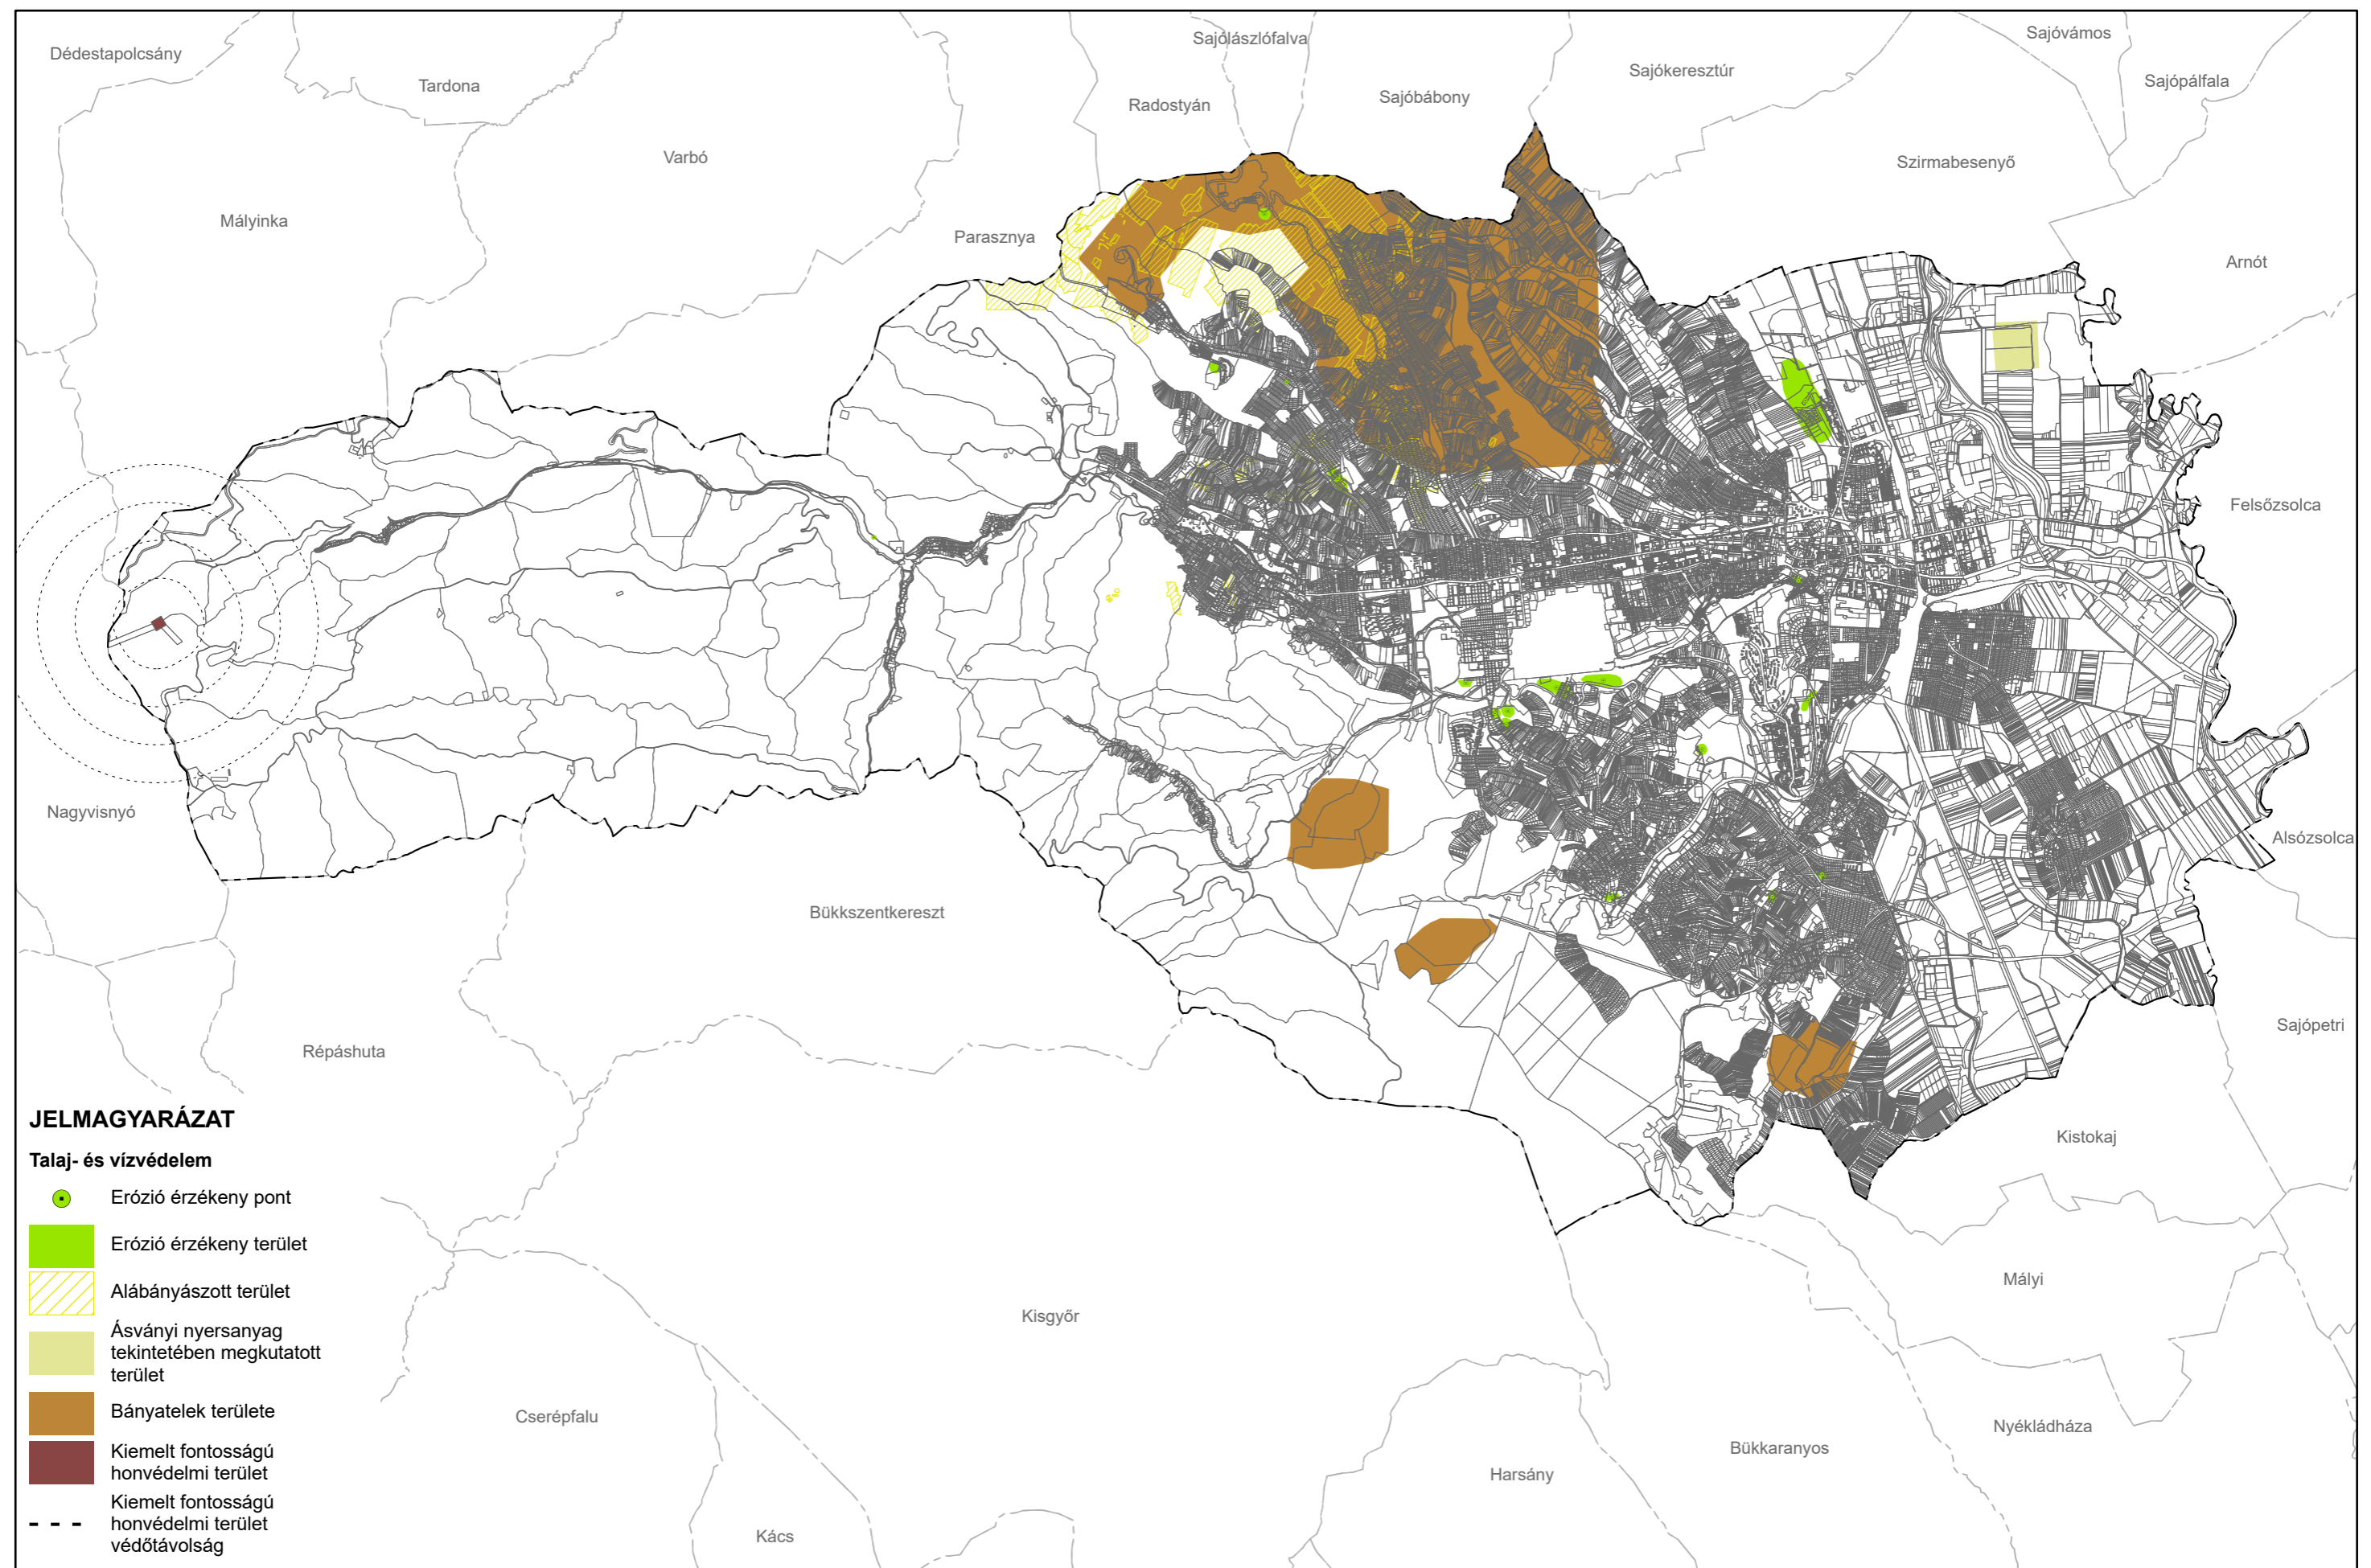 Dédestapolcsány
Tardona
Sajólászlófalva
Radostyán
Sajóbábony
Sajókeresztúr
Sajóvámos
Sajópálfala
Varbó
Szirmabesenyő
Mályinka
Parasznya
Arnót
Felsőzsolca
Nagyvisnyó
Alsózsolca
Bükkszentkereszt
Répáshuta
Sajópetri
Kistokaj
Mályi
Kisgyőr
Cserépfalu
Nyékládháza
Bükkaranyos
Harsány
Kács
JELMAGYARÁZAT
Talaj- és vízvédelem
Erózió érzékeny pont
Erózió érzékeny terület
Alábányászott terület
Ásványi nyersanyag
tekintetében megkutatott
terület
Bányatelek területe
Kiemelt fontosságú
honvédelmi terület
Kiemelt fontosságú
honvédelmi terület
védőtávolság